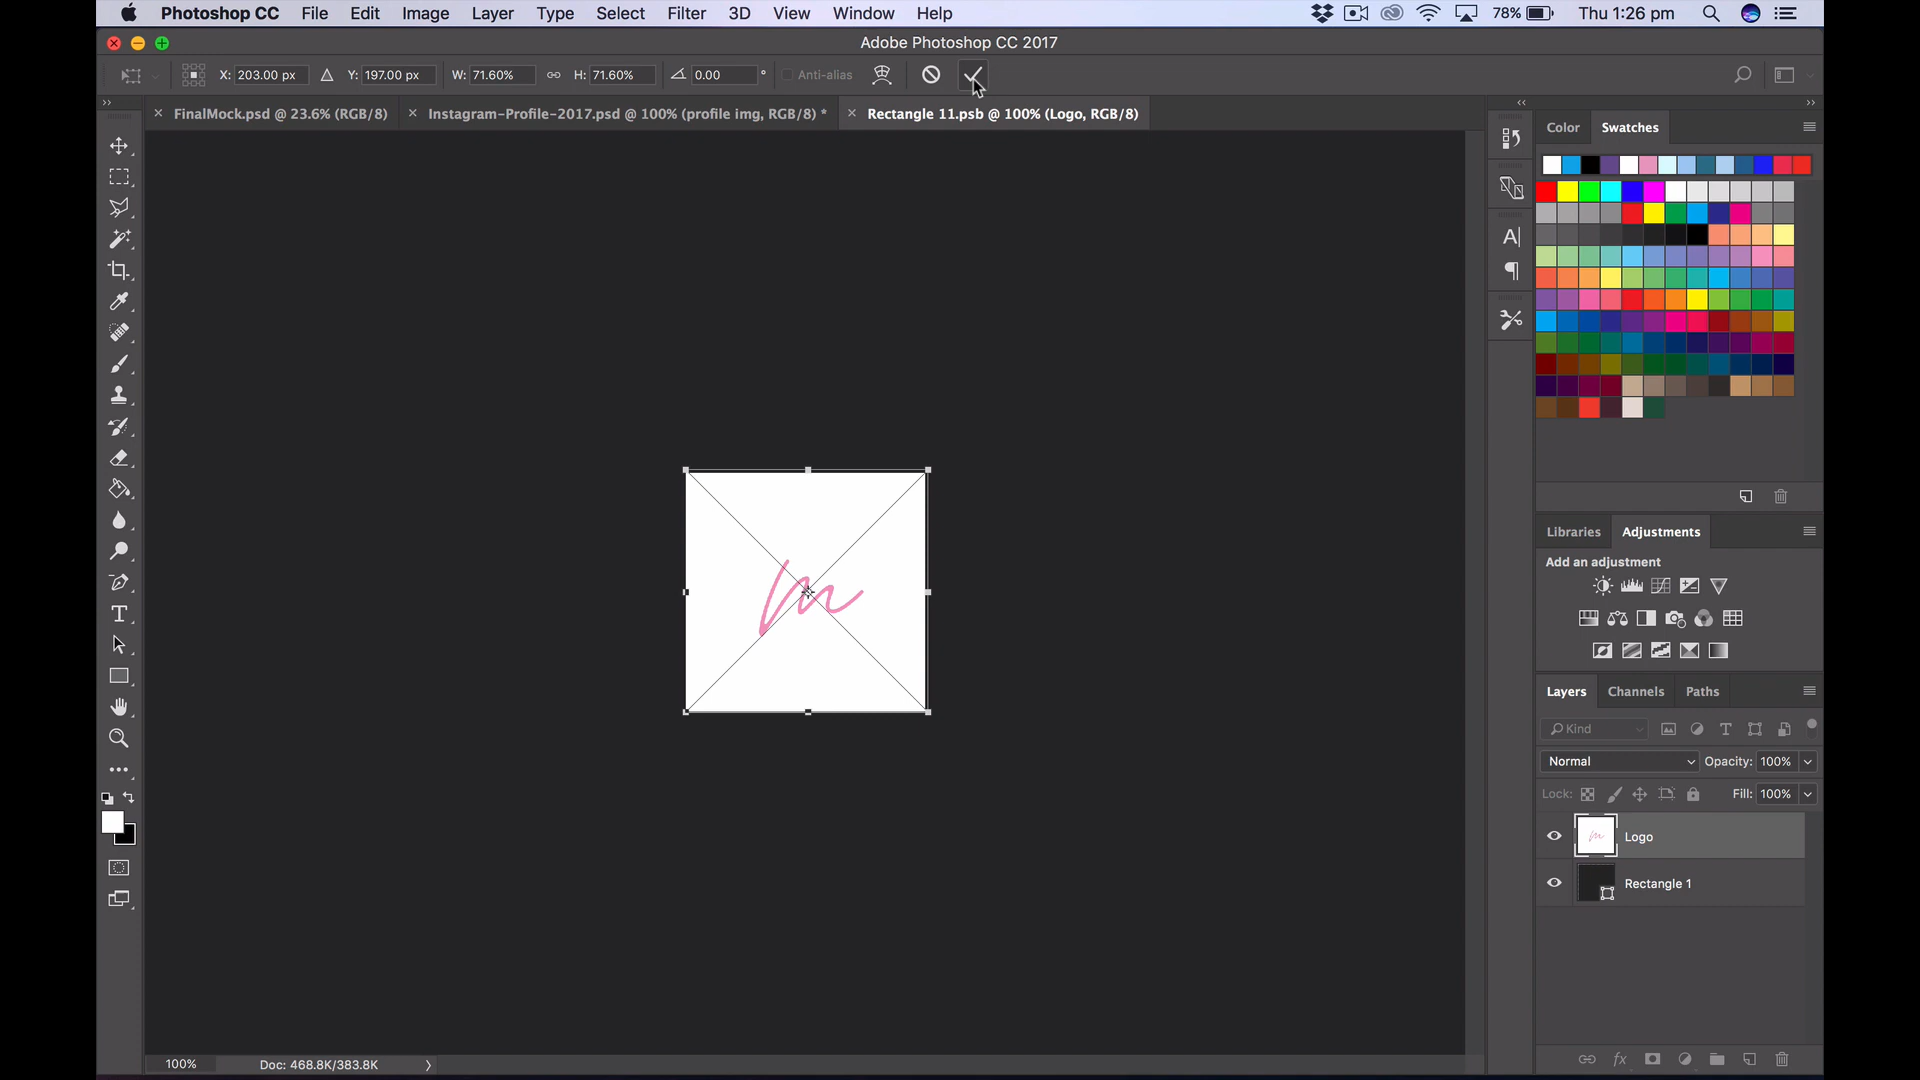 Photoshop CC File Edit Image Layer Type Select Filter 3D View Window Help 78% Thu 1:26 pm
Adobe Photoshop CC 2017
X: 203.00 px Y: 197.00 px W: 71.60% H: 71.60% 0.00 ° Anti-alias
FinalMock.psd @ 23.6% (RGB/8) Instagram-Profile-2017.psd @ 100% (profile img, RGB/8) * Rectangle 11.psb @ 100% (Logo, RGB/8)
Color Swatches
m
Libraries Adjustments
Add an adjustment
Layers Channels Paths
Kind
Normal Opacity: 100%
Lock: Fill: 100%
Logo
Rectangle 1
100% Doc: 468.8K/383.8K